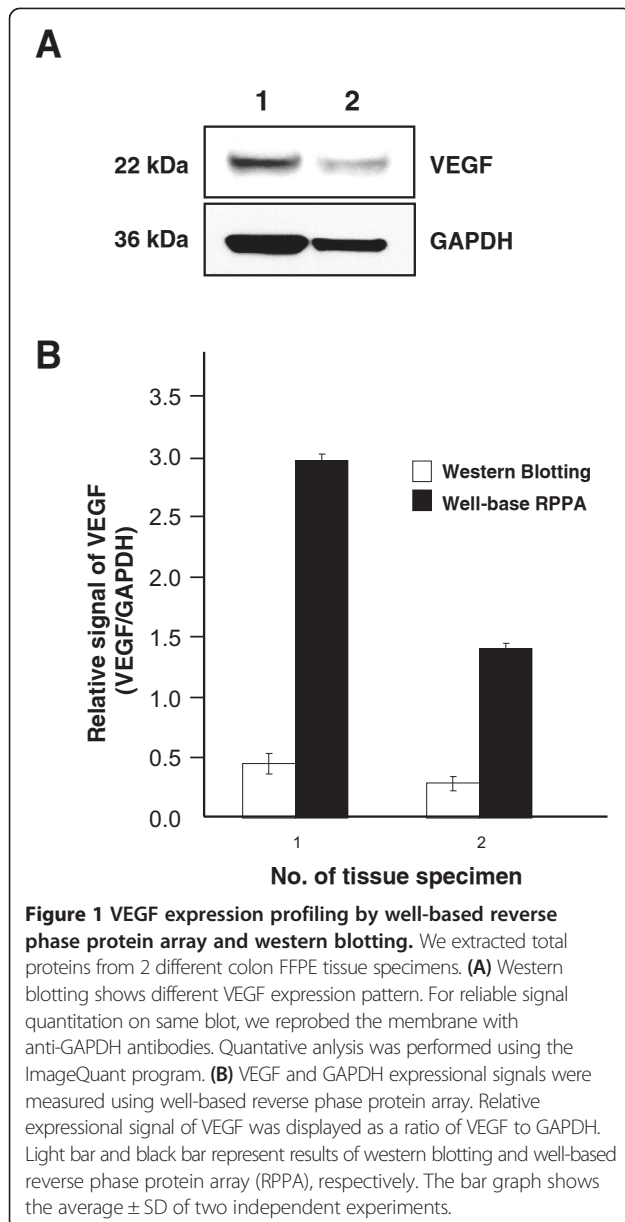 A
1 2
22 kDa VEGF
36 kDa GAPDH
B
3.5
3.0
2.5
2.0
1.5
1.0
0.5
0.0
Relative signal of VEGF
(VEGF/GAPDH)
Western Blotting
Well-base RPPA
1 2
No. of tissue specimen
Figure 1 VEGF expression profiling by well-based reverse
phase protein array and western blotting. We extracted total
proteins from 2 different colon FFPE tissue specimens. (A) Western
blotting shows different VEGF expression pattern. For reliable signal
quantitation on same blot, we reprobed the membrane with
anti-GAPDH antibodies. Quantative anlysis was performed using the
ImageQuant program. (B) VEGF and GAPDH expressional signals were
measured using well-based reverse phase protein array. Relative
expressional signal of VEGF was displayed as a ratio of VEGF to GAPDH.
Light bar and black bar represent results of western blotting and well-based
reverse phase protein array (RPPA), respectively. The bar graph shows
the average ± SD of two independent experiments.